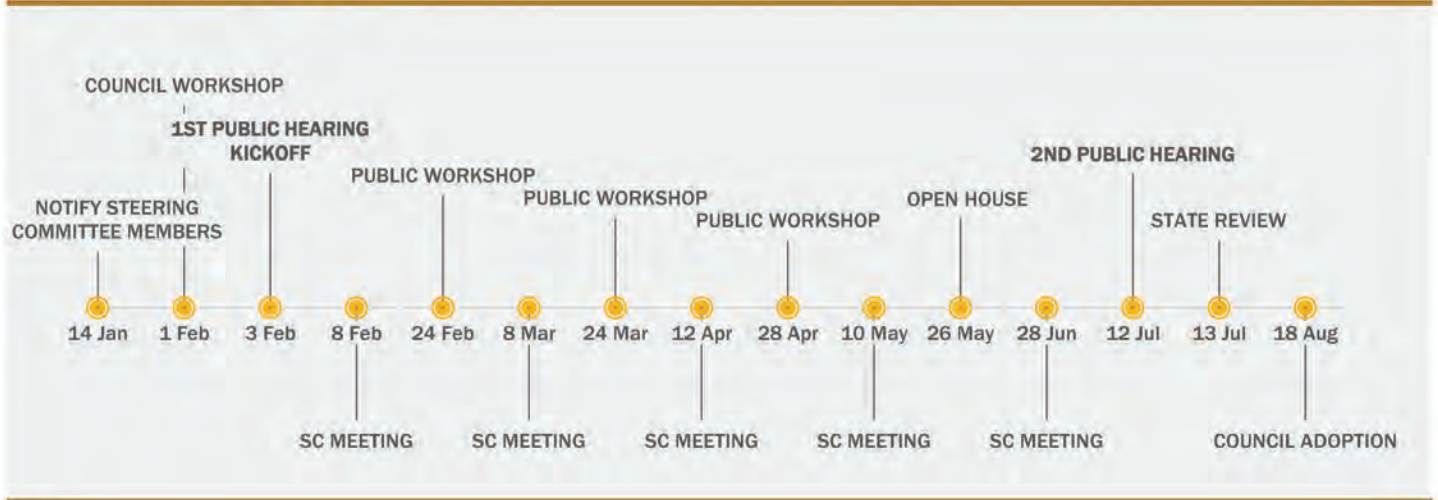 COUNCIL WORKSHOP
1ST PUBLIC HEARING
KICKOFF
2ND PUBLIC HEARING
PUBLIC WORKSHOP
PUBLIC WORKSHOP
OPEN HOUSE
NOTIFY STEERING
COMMITTEE MEMBERS
PUBLIC WORKSHOP
STATE REVIEW
14 Jan 1 Feb 3 Feb 8 Feb 24 Feb 8 Mar 24 Mar 12 Apr 28 Apr 10 May 26 May 28 Jun 12 Jul 13 Jul 18 Aug
SC MEETING SC MEETING SC MEETING SC MEETING SC MEETING COUNCIL ADOPTION